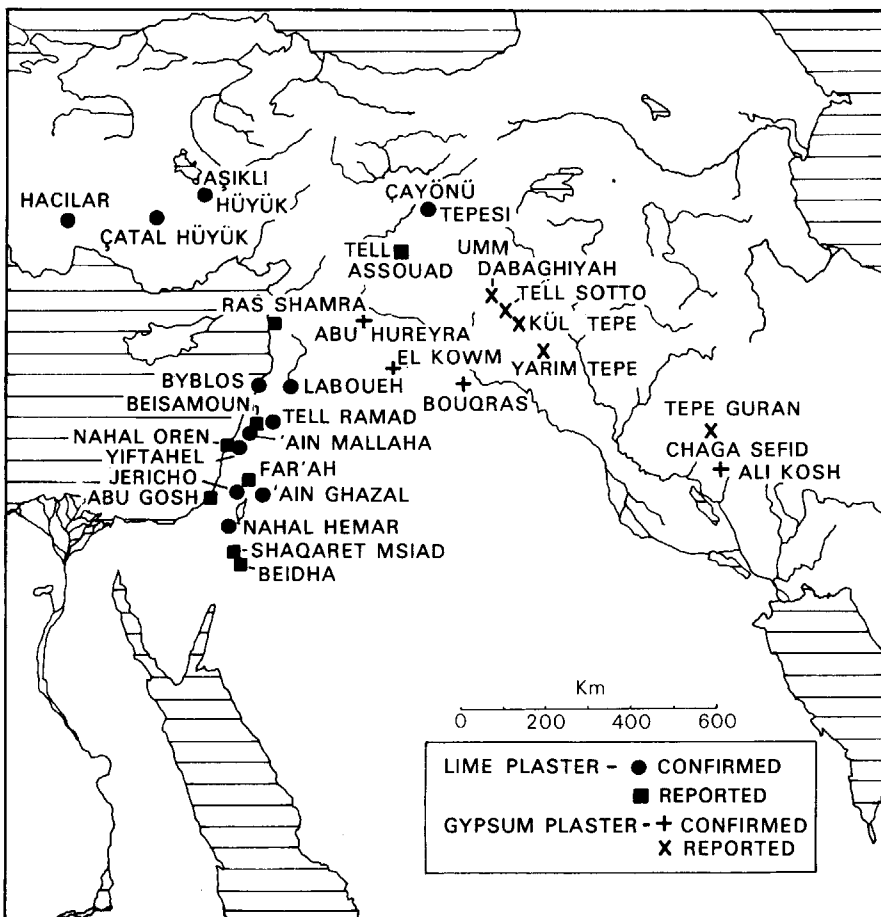 AŞIKLI
HÜYÜK
HACILAR
ÇATAL HÜYÜK
ÇAYÖNÜ
TEPESI
TELL
ASSOUAD
UMM
DABAGHIYAH
TELL SOTTO
KÜL TEPE
YARIM TEPE
RAS SHAMRA
ABU HUREYRA
EL KOWM
BOUQRAS
BYBLOS
LABOUEH
BEISAMOUN
TELL RAMAD
NAHAL OREN
'AIN MALLAHA
YIFTAHEL
JERICHO
FAR'AH
ABU GOSH
'AIN GHAZAL
NAHAL HEMAR
SHAQARET MSIAD
BEIDHA
TEPE GURAN
CHAGA SEFID
ALI KOSH
Km
0 200 400 600
LIME PLASTER - ● CONFIRMED
■ REPORTED
GYPSUM PLASTER - + CONFIRMED
X REPORTED